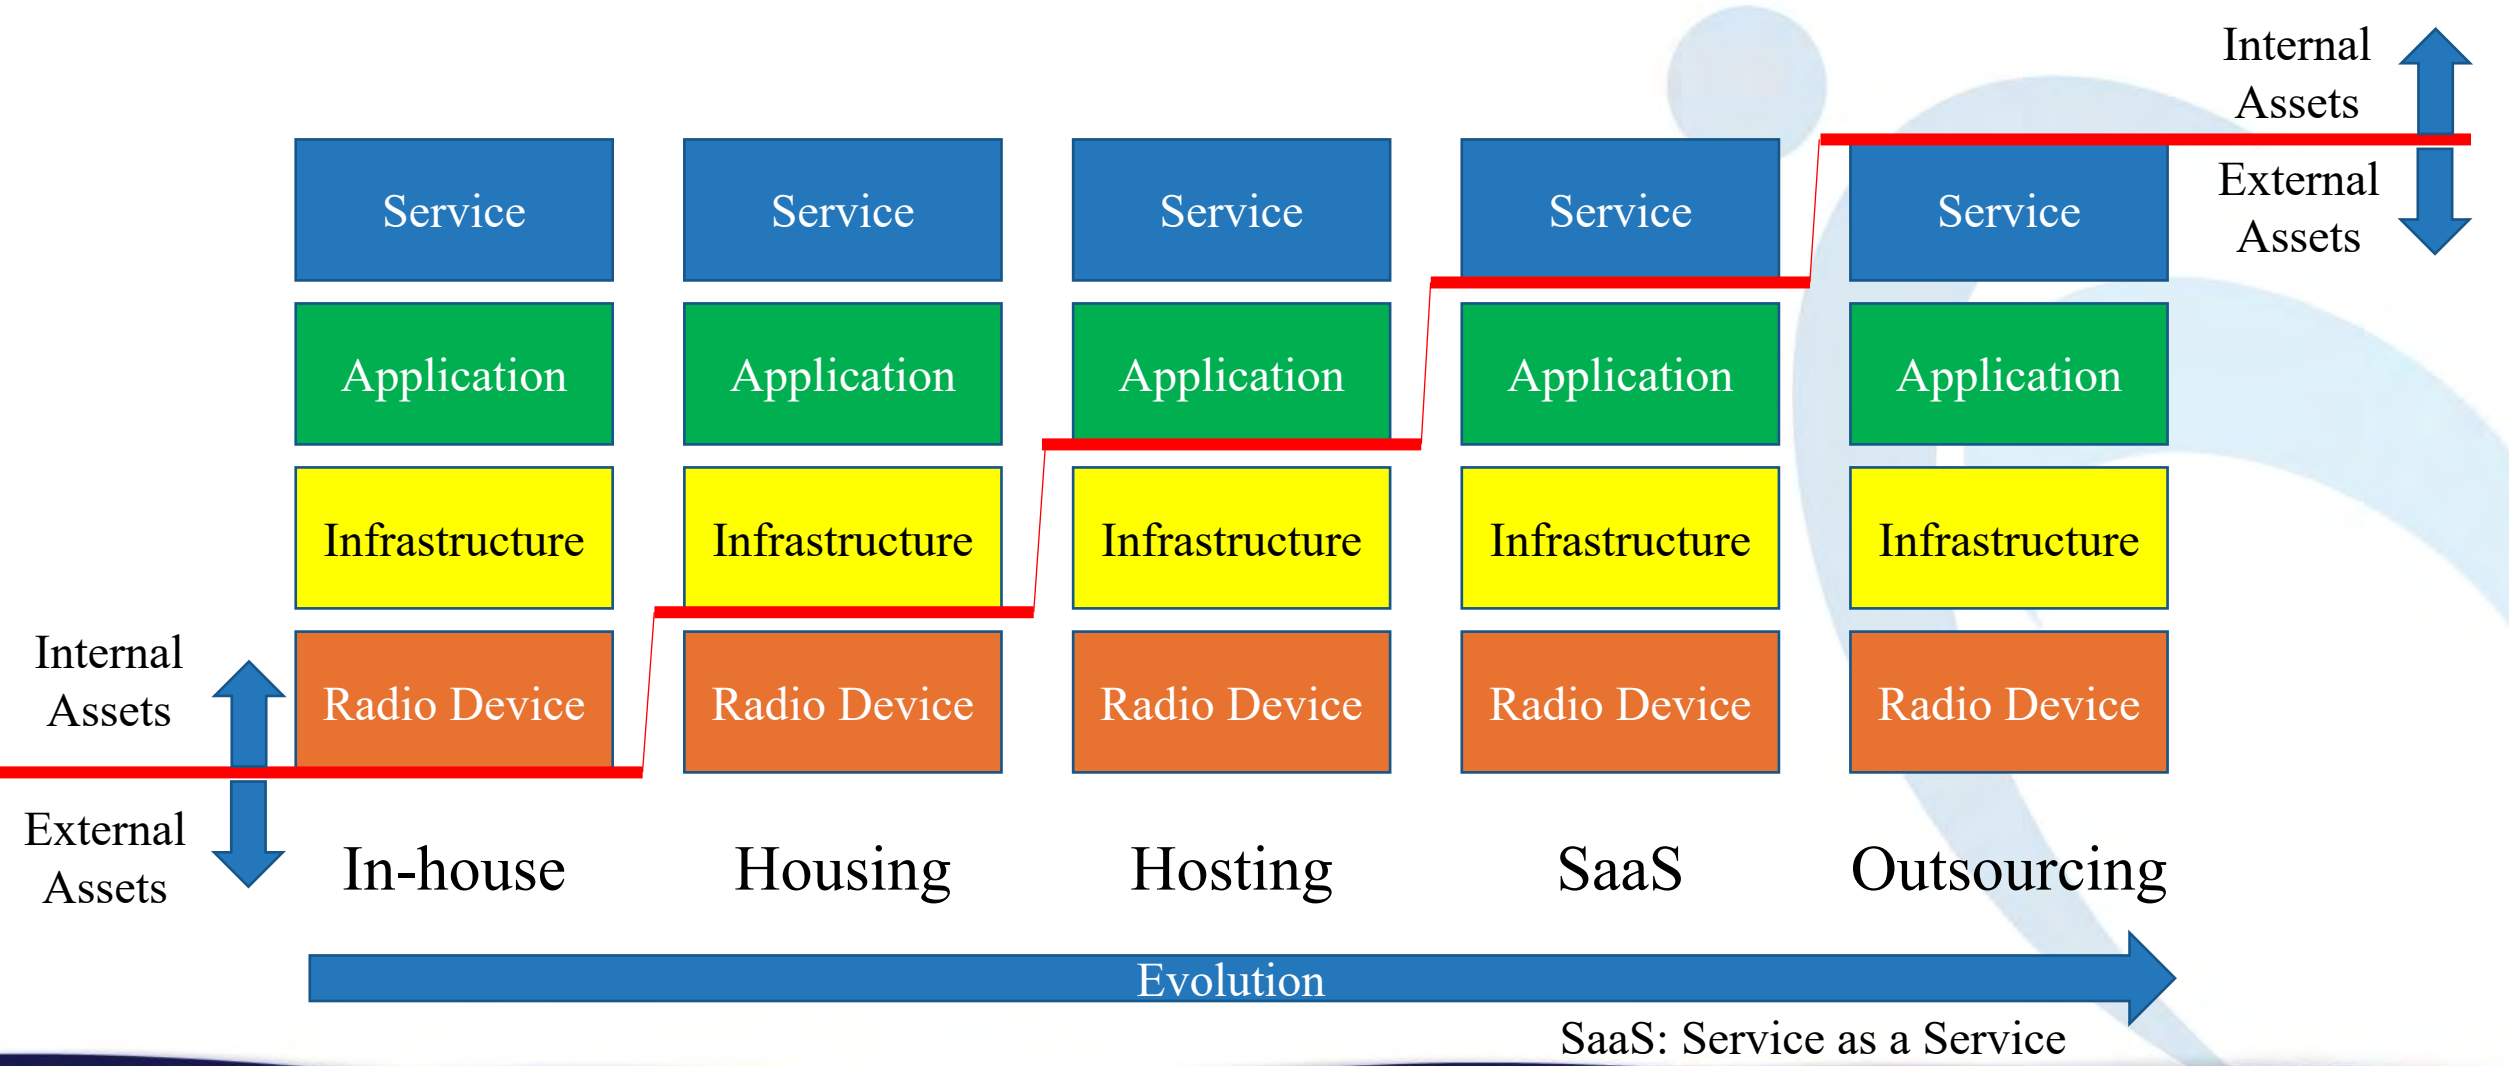 Internal
Assets
External
Assets
Service
Service
Service
Service
Service
Application
Application
Application
Application
Application
Infrastructure
Infrastructure
Infrastructure
Infrastructure
Infrastructure
Internal
Assets
Radio Device
Radio Device
Radio Device
Radio Device
Radio Device
External
Assets
In-house
Housing
Hosting
SaaS
Outsourcing
Evolution
SaaS: Service as a Service